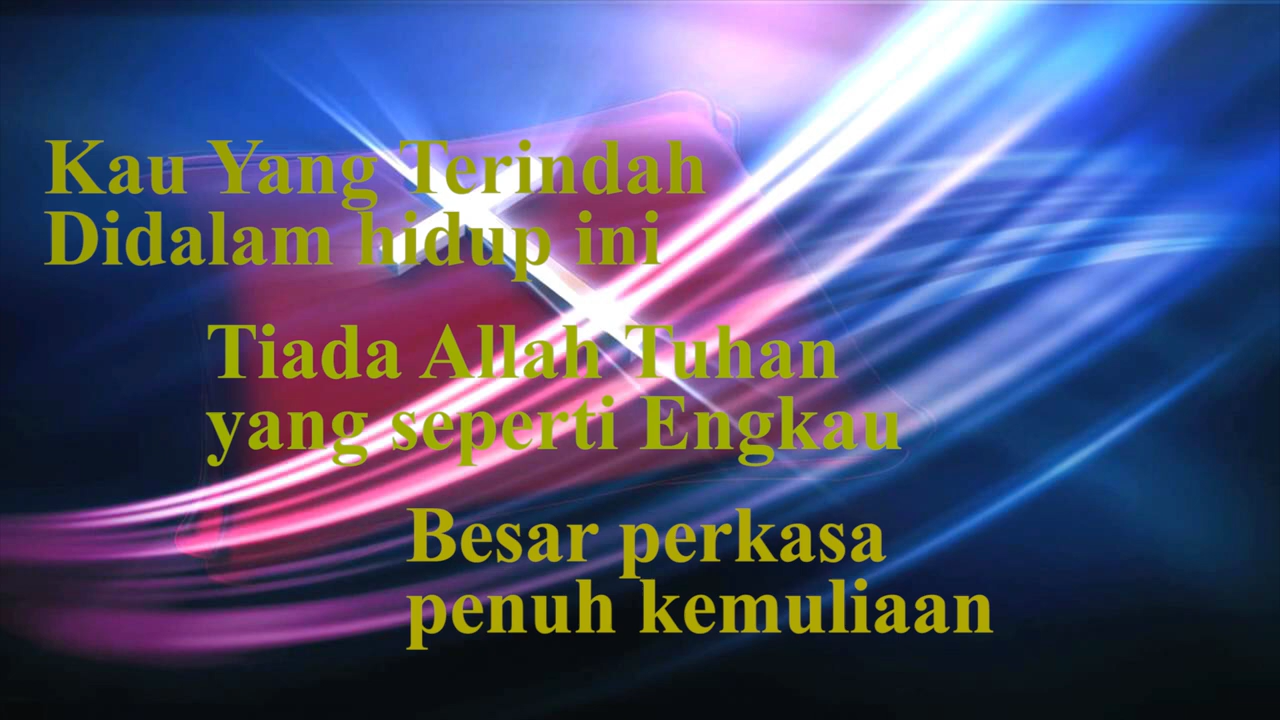 Kau Yang Terindah
Didalam hidup ini
Tiada Allah Tuhan
yang seperti Engkau
Besar perkasa
penuh kemuliaan